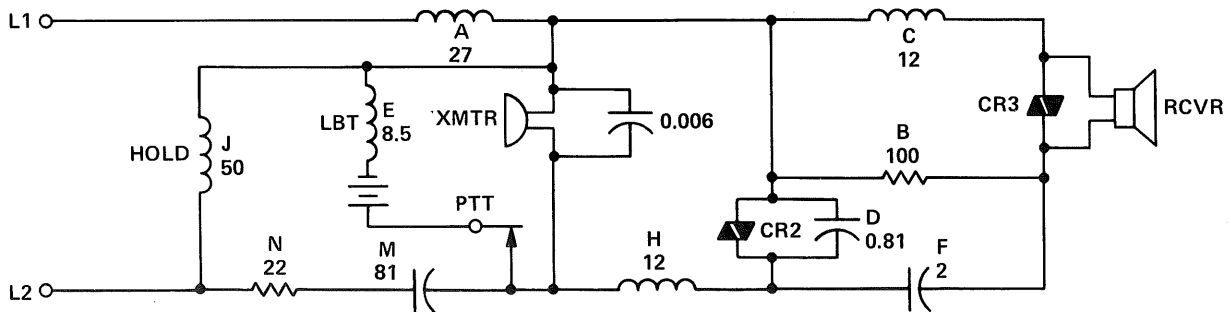 L1
A
27
C
12
E
LBT
8.5
XMTR
0.006
CR3
RCVR
HOLD
J
50
B
100
PTT
CR2
D
0.81
N
22
M
81
H
12
F
2
L2